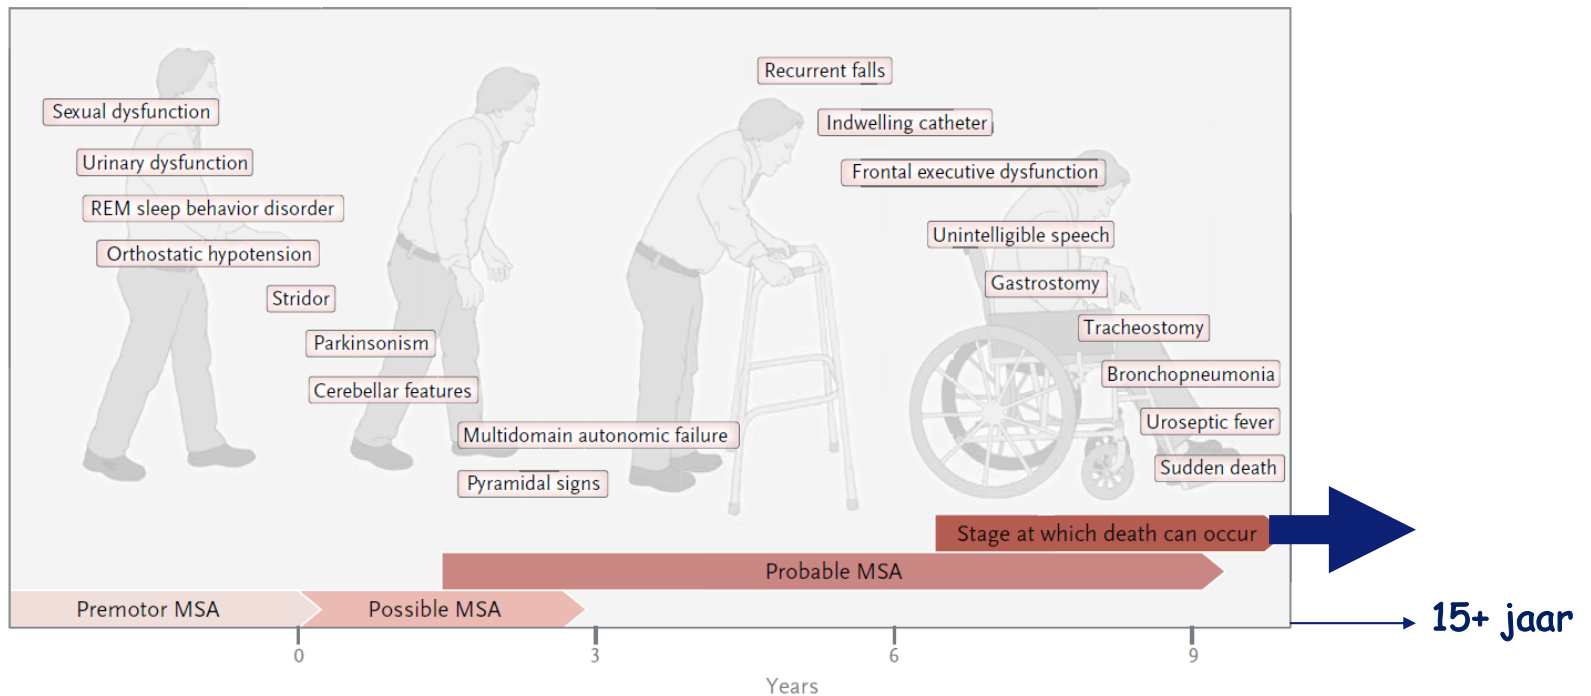 Recurrent falls
Sexual dysfunction
Indwelling catheter
Urinary dysfunction
Frontal executive dysfunction
REM sleep behavior disorder
Unintelligible speech
Orthostatic hypotension
Gastrostomy
Stridor
Tracheostomy
Parkinsonism
Bronchopneumonia
Cerebellar features
Uroseptic fever
Multidomain autonomic failure
Sudden death
Pyramidal signs
Stage at which death can occur
Probable MSA
Premotor MSA
Possible MSA
15+ jaar
0
3
6
9
Years